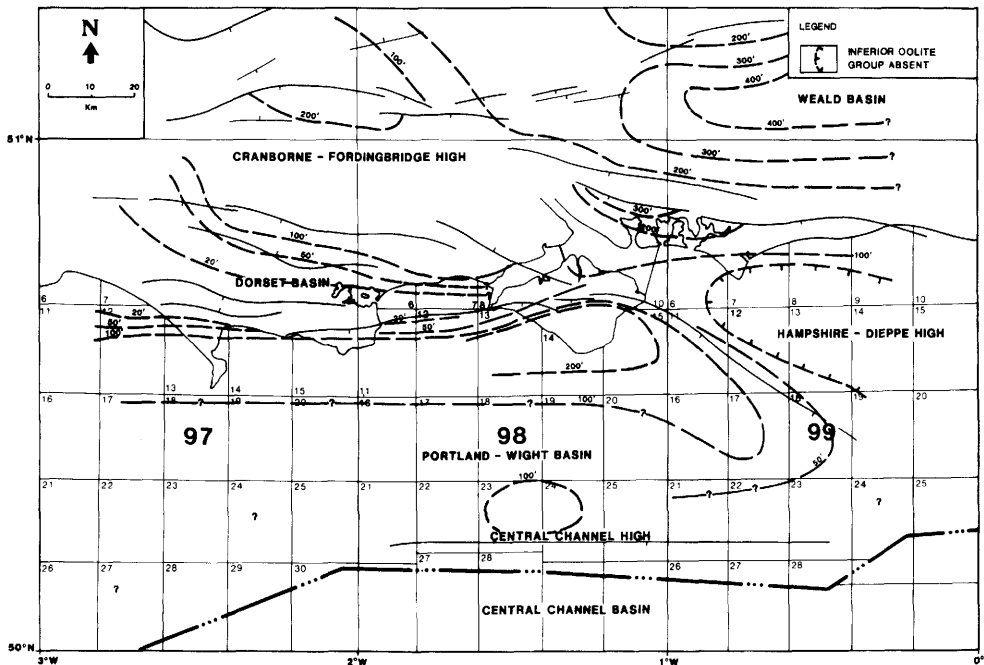 N
0 10 20
Km
LEGEND
INFERIOR OOLITE
GROUP ABSENT
100'
200'
300'
400'
WEALD BASIN
200'
400'
?
51°N
CRANBORNE - FORDINGBRIDGE HIGH
300'
?
200'
?
300'
200'
100'
50'
100'
20'
DORSET BASIN
6 7
12
20'
50'
100'
6 7 8
12 13
50'
14
10 6
15 11
7 8 9 10
12 13 14 15
HAMPSHIRE - DIEPPE HIGH
200'
13 14 15 11
16 17 18 ? 19 20 ? 16 17 18 ? 19 100' 20 ? 16 17 18 19 20
97 98 99
PORTLAND - WIGHT BASIN
50'
100'
21 22 23 24 25 21 22 23 24 25 21 22 ? ? 23 24 25
?
?
CENTRAL CHANNEL HIGH
27 28
26 27 28 29 30 27 28 26 27 28
?
CENTRAL CHANNEL BASIN
50°N
3°W 2°W 1°W 0°